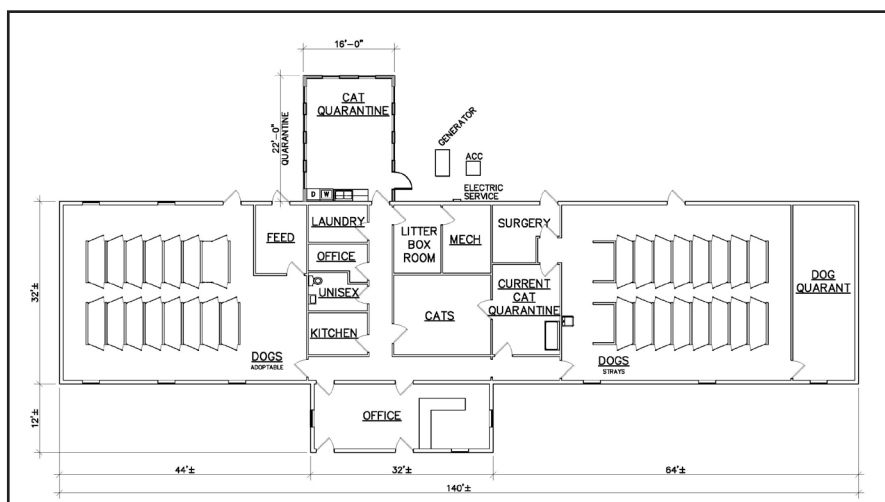 16'-0"
22'-0"
QUARANTINE
CAT
QUARANTINE
GENERATOR
ACC
ELECTRIC
SERVICE
D
W
LAUNDRY
FEED
OFFICE
UNISEX
KITCHEN
LITTER
BOX
ROOM
MECH
SURGERY
CATS
CURRENT
CAT
QUARANTINE
DOG
QUARANT
DOGS
ADOPTABLE
DOGS
STRAYS
OFFICE
32'±
12'±
44'±
32'±
64'±
140'±